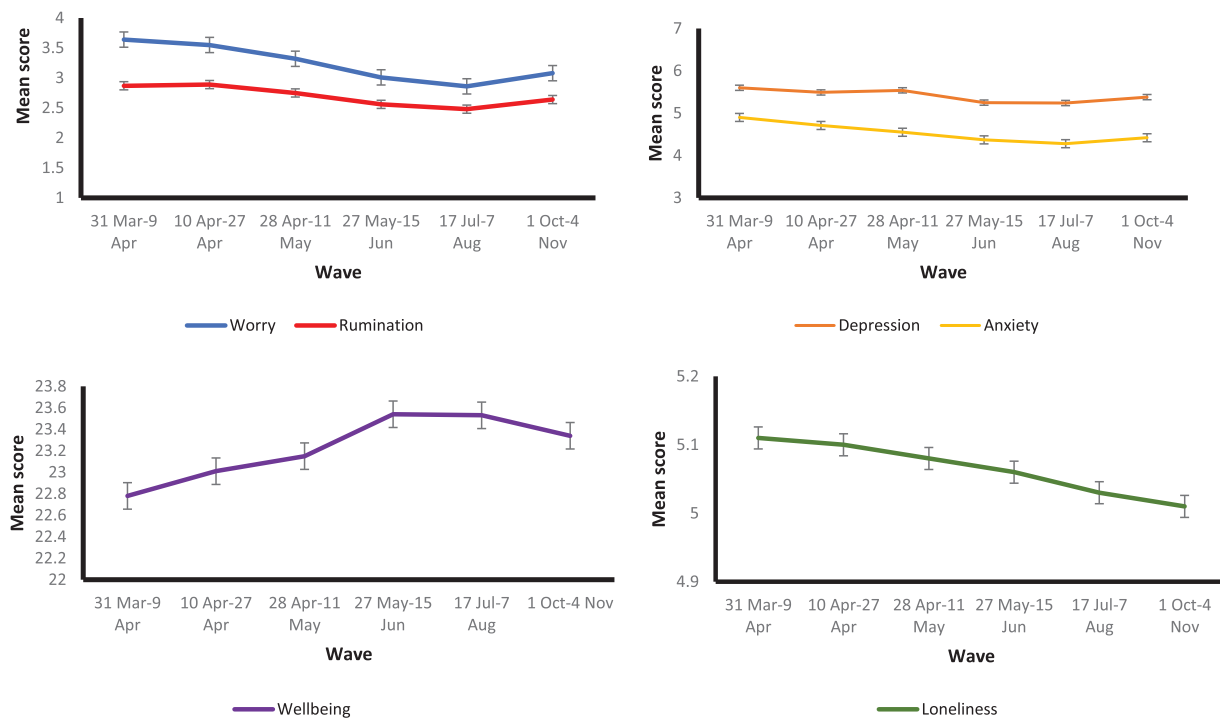 Mean score
4
3.5
3
2.5
2
1.5
1
31 Mar-9 10 Apr-27 28 Apr-11 27 May-15 17 Jul-7 1 Oct-4
Apr Apr May Jun Aug Nov
Wave
Worry Rumination
Mean score
7
6
5
4
3
31 Mar-9 10 Apr-27 28 Apr-11 27 May-15 17 Jul-7 1 Oct-4
Apr Apr May Jun Aug Nov
Wave
Depression Anxiety
Mean score
23.8
23.6
23.4
23.2
23
22.8
22.6
22.4
22.2
22
31 Mar-9 10 Apr-27 28 Apr-11 27 May-15 17 Jul-7 1 Oct-4 Nov
Apr Apr May Jun Aug
Wave
Wellbeing
Mean score
5.2
5.1
5
4.9
31 Mar-9 10 Apr-27 28 Apr-11 27 May-15 17 Jul-7 1 Oct-4
Apr Apr May Jun Aug Nov
Wave
Loneliness